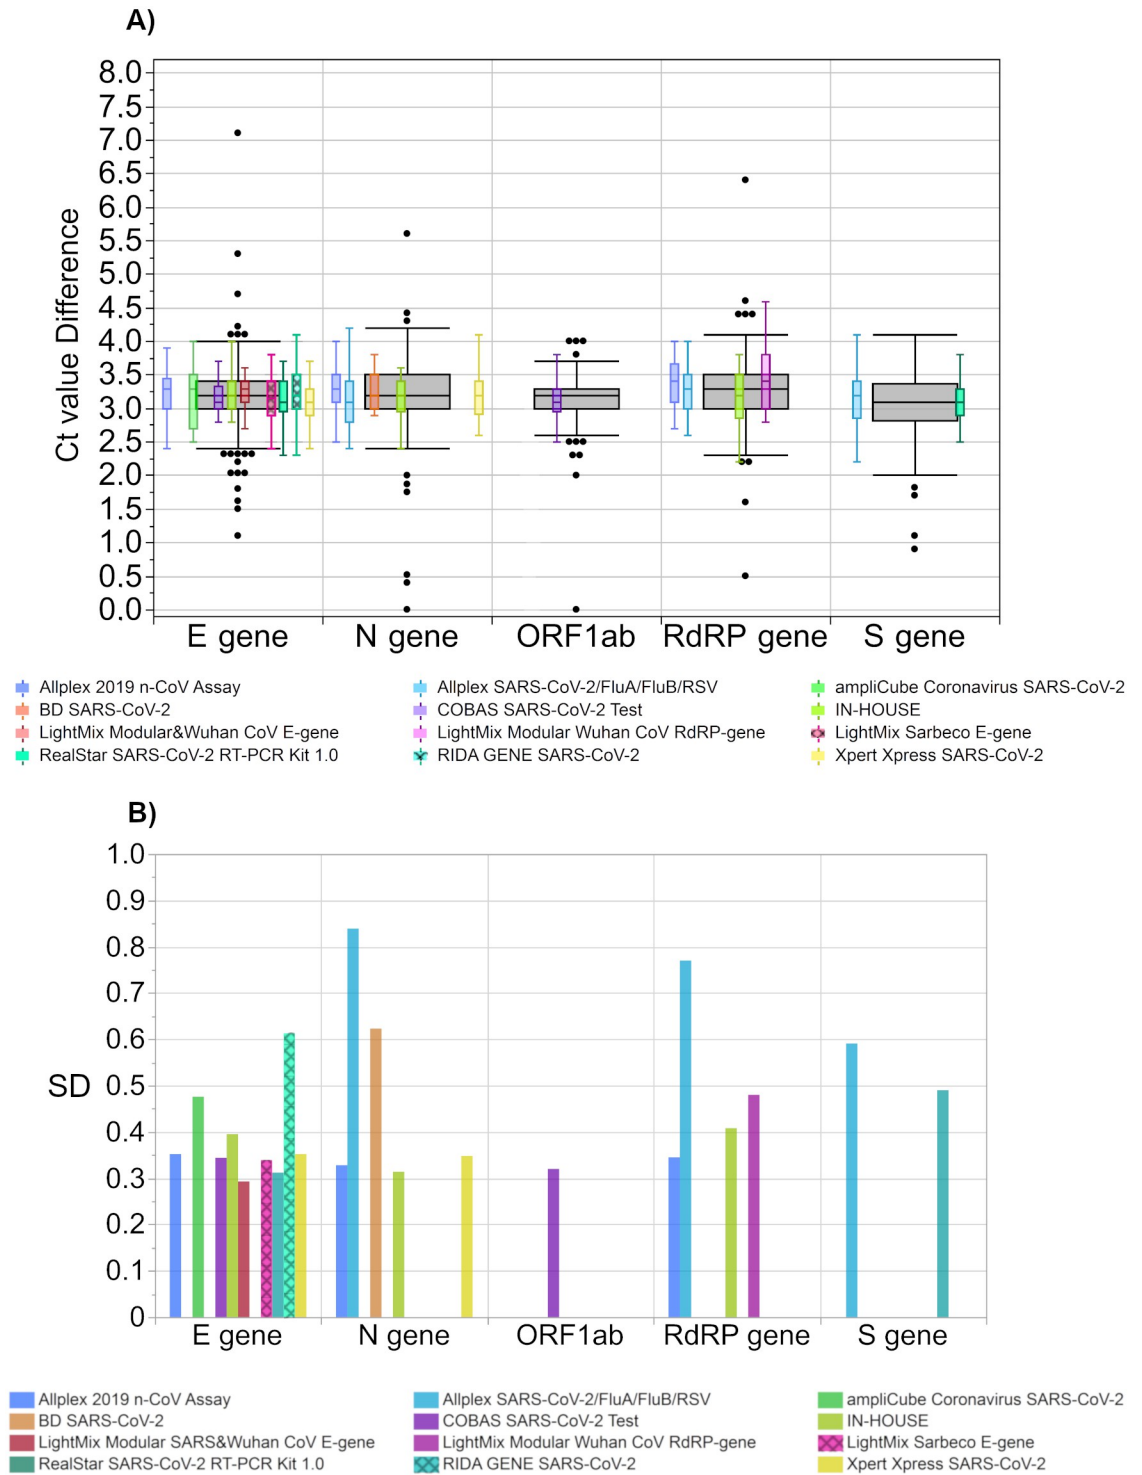 A)
Ct value Difference
8.0
7.5
7.0
6.5
6.0
5.5
5.0
4.5
4.0
3.5
3.0
2.5
2.0
1.5
1.0
0.5
0.0
E gene N gene ORF1ab RdRP gene S gene
Allplex 2019 n-CoV Assay Allplex SARS-CoV-2/FluA/FluB/RSV ampliCube Coronavirus SARS-CoV-2
BD SARS-CoV-2 COBAS SARS-CoV-2 Test IN-HOUSE
LightMix Modular&Wuhan CoV E-gene LightMix Modular Wuhan CoV RdRP-gene LightMix Sarbeco E-gene
RealStar SARS-CoV-2 RT-PCR Kit 1.0 RIDA GENE SARS-CoV-2 Xpert Xpress SARS-CoV-2
B)
SD
1.0
0.9
0.8
0.7
0.6
0.5
0.4
0.3
0.2
0.1
0
E gene N gene ORF1ab RdRP gene S gene
Allplex 2019 n-CoV Assay Allplex SARS-CoV-2/FluA/FluB/RSV ampliCube Coronavirus SARS-CoV-2
BD SARS-CoV-2 COBAS SARS-CoV-2 Test IN-HOUSE
LightMix Modular SARS&Wuhan CoV E-gene LightMix Modular Wuhan CoV RdRP-gene LightMix Sarbeco E-gene
RealStar SARS-CoV-2 RT-PCR Kit 1.0 RIDA GENE SARS-CoV-2 Xpert Xpress SARS-CoV-2